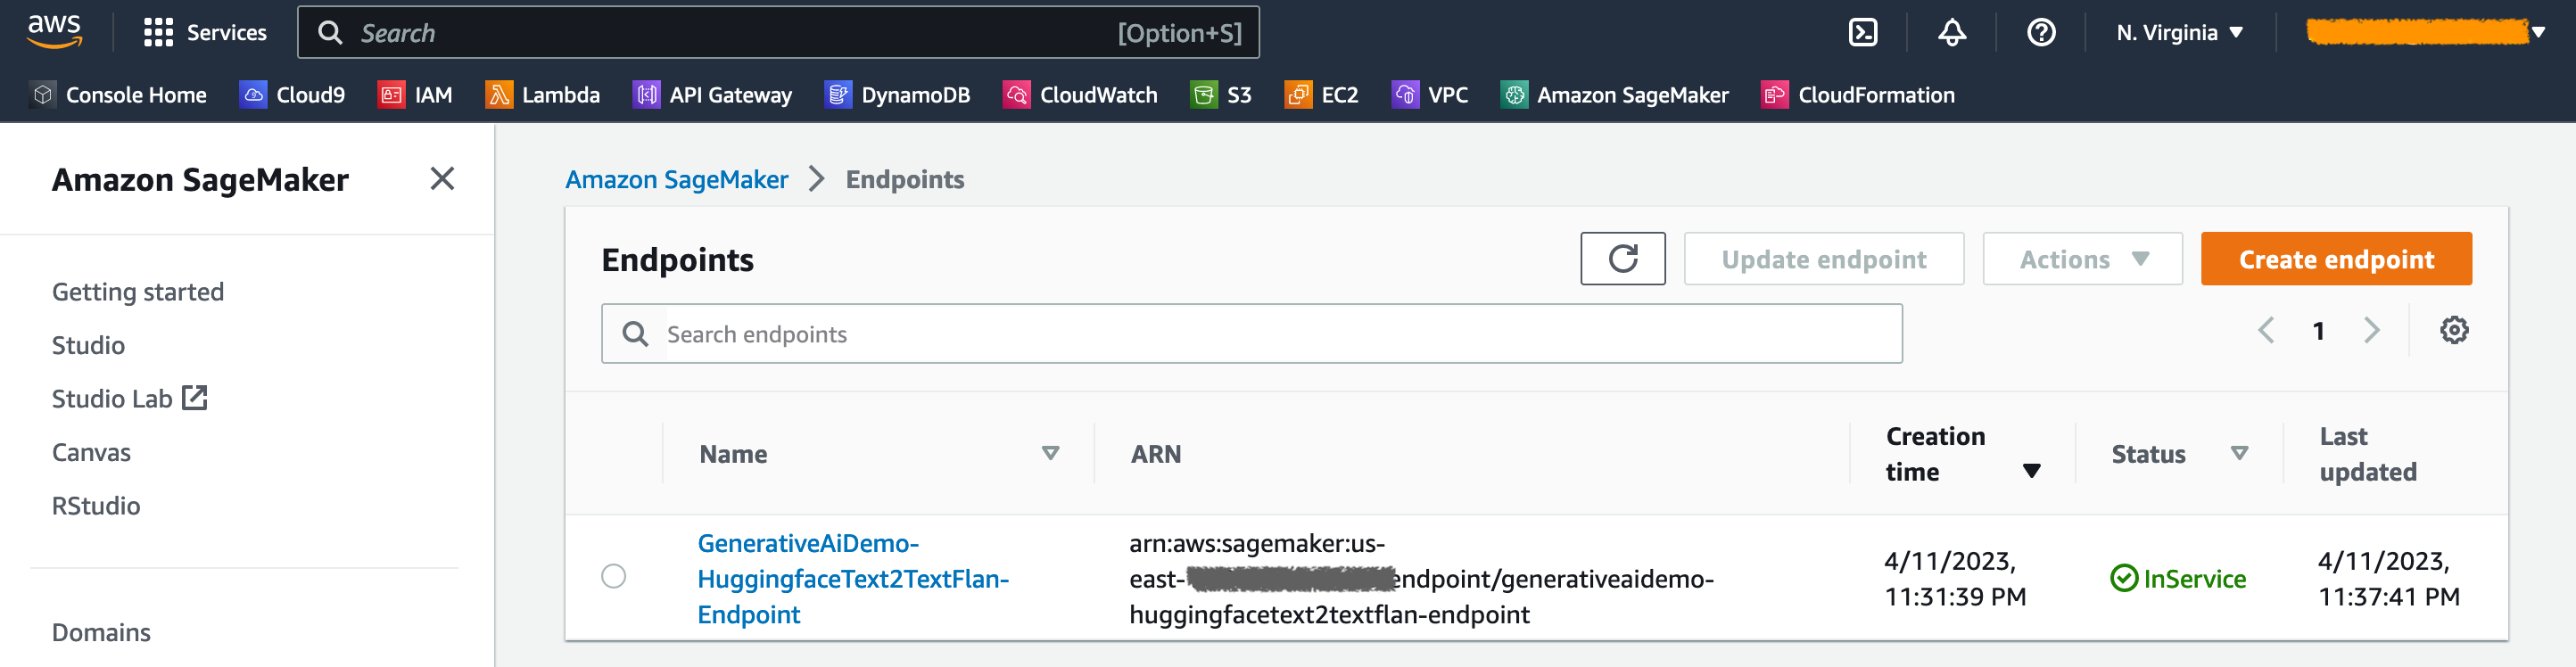 aws
Services
Search
[Option+S]
N. Virginia
Console Home
Cloud9
IAM
Lambda
API Gateway
DynamoDB
CloudWatch
S3
EC2
VPC
Amazon SageMaker
CloudFormation
Amazon SageMaker
Getting started
Studio
Studio Lab
Canvas
RStudio
Domains
Amazon SageMaker > Endpoints
Endpoints
Update endpoint
Actions
Create endpoint
Search endpoints
1
Name
ARN
Creation
time
Status
Last
updated
GenerativeAiDemo-
HuggingfaceText2TextFlan-
Endpoint
arn:aws:sagemaker:us-
east- endpoint/generativeaidemo-
huggingfacetext2textflan-endpoint
4/11/2023,
11:31:39 PM
InService
4/11/2023,
11:37:41 PM